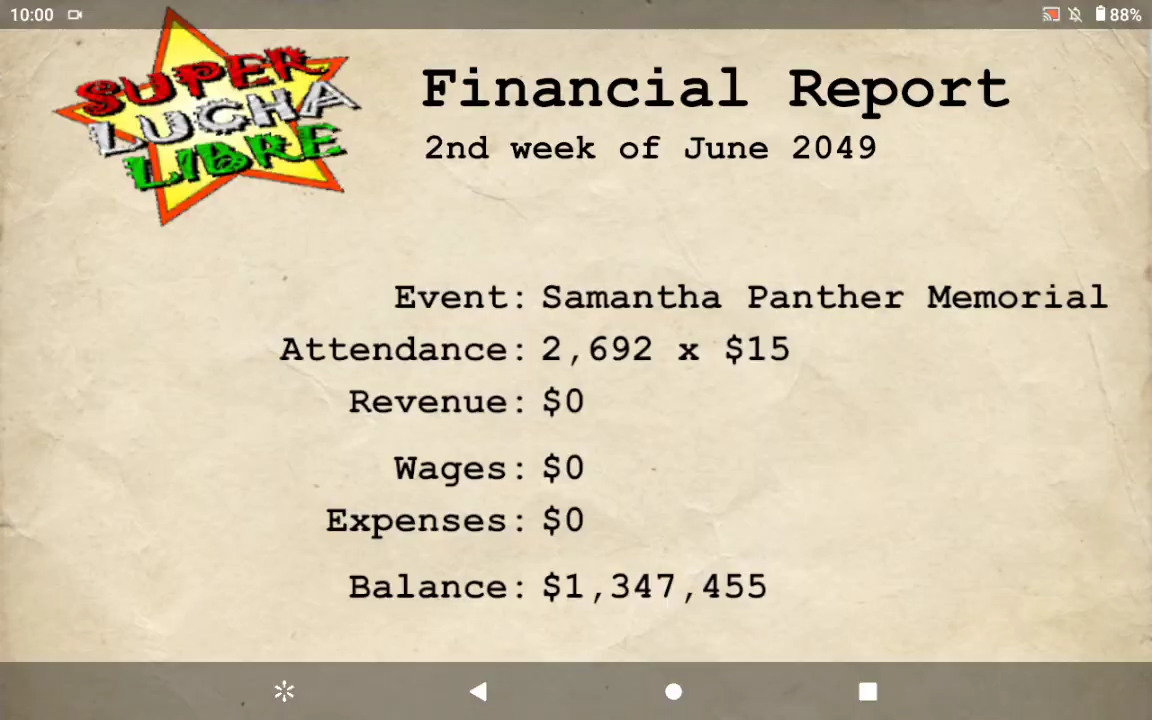 10:00
88%
SUPER
LUCHA
LIBRE
Financial Report
2nd week of June 2049
Event: Samantha Panther Memorial
Attendance: 2,692 x $15
Revenue: $0
Wages: $0
Expenses: $0
Balance: $1,347,455